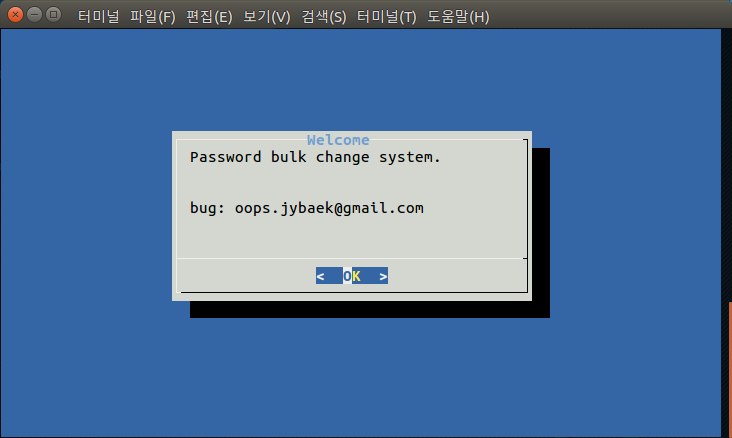 터미널 파일(F) 편집(E) 보기(V) 검색(S) 터미널(T) 도움말(H)
Welcome
Password bulk change system.
bug: oops.jybaek@gmail.com
< OK >